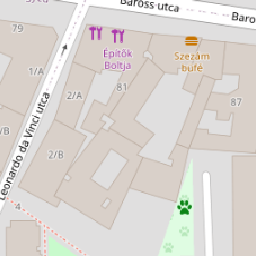 Baross utca
Baro
79
Építők
Boltja
Szezám
büfé
1/A
81
2/A
87
2/B
Leonardo da Vinci utca